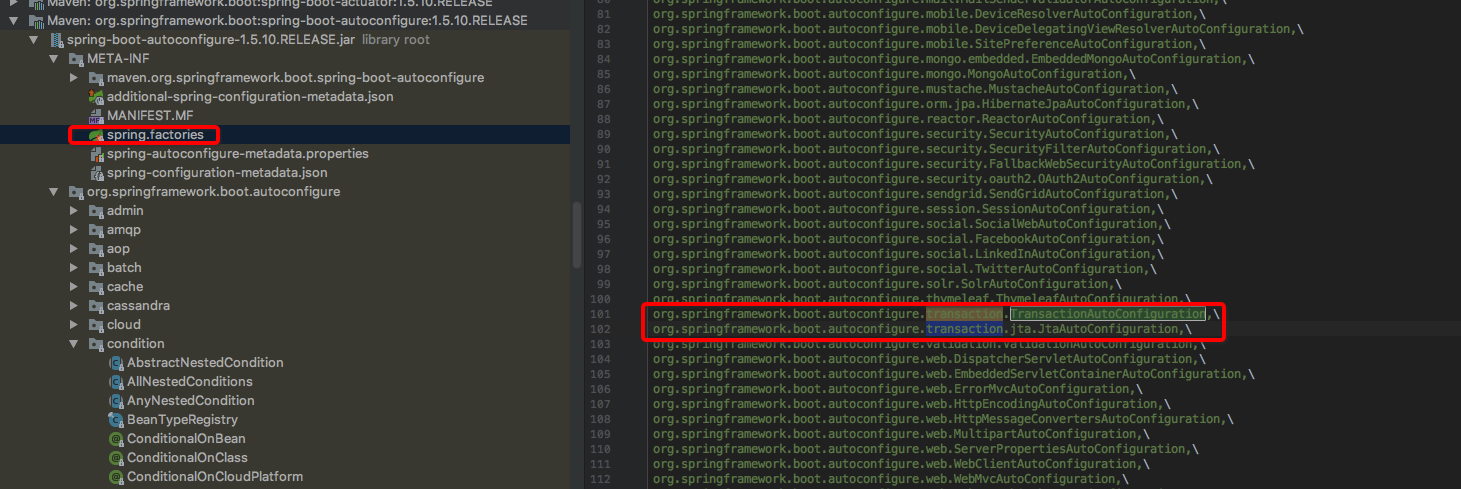 Maven: org.springframework.boot:spring-boot-actuator:1.5.10.RELEASE
Maven: org.springframework.boot:spring-boot-autoconfigure:1.5.10.RELEASE
spring-boot-autoconfigure-1.5.10.RELEASE.jar library root
META-INF
maven.org.springframework.boot.spring-boot-autoconfigure
additional-spring-configuration-metadata.json
MANIFEST.MF
spring.factories
spring-autoconfigure-metadata.properties
spring-configuration-metadata.json
org.springframework.boot.autoconfigure
admin
amqp
aop
batch
cache
cassandra
cloud
condition
AbstractNestedCondition
AllNestedConditions
AnyNestedCondition
BeanTypeRegistry
ConditionalOnBean
ConditionalOnClass
ConditionalOnCloudPlatform
80 org.springframework.boot.autoconfigure.mail.MailSenderValidatorAutoConfiguration,\
81 org.springframework.boot.autoconfigure.mobile.DeviceResolverAutoConfiguration,\
82 org.springframework.boot.autoconfigure.mobile.DeviceDelegatingViewResolverAutoConfiguration,\
83 org.springframework.boot.autoconfigure.mobile.SitePreferenceAutoConfiguration,\
84 org.springframework.boot.autoconfigure.mongo.embedded.EmbeddedMongoAutoConfiguration,\
85 org.springframework.boot.autoconfigure.mongo.MongoAutoConfiguration,\
86 org.springframework.boot.autoconfigure.mustache.MustacheAutoConfiguration,\
87 org.springframework.boot.autoconfigure.orm.jpa.HibernateJpaAutoConfiguration,\
88 org.springframework.boot.autoconfigure.reactor.ReactorAutoConfiguration,\
89 org.springframework.boot.autoconfigure.security.SecurityAutoConfiguration,\
90 org.springframework.boot.autoconfigure.security.SecurityFilterAutoConfiguration,\
91 org.springframework.boot.autoconfigure.security.FallbackWebSecurityAutoConfiguration,\
92 org.springframework.boot.autoconfigure.security.oauth2.OAuth2AutoConfiguration,\
93 org.springframework.boot.autoconfigure.sendgrid.SendGridAutoConfiguration,\
94 org.springframework.boot.autoconfigure.session.SessionAutoConfiguration,\
95 org.springframework.boot.autoconfigure.social.SocialWebAutoConfiguration,\
96 org.springframework.boot.autoconfigure.social.FacebookAutoConfiguration,\
97 org.springframework.boot.autoconfigure.social.LinkedInAutoConfiguration,\
98 org.springframework.boot.autoconfigure.social.TwitterAutoConfiguration,\
99 org.springframework.boot.autoconfigure.solr.SolrAutoConfiguration,\
100 org.springframework.boot.autoconfigure.thymeleaf.ThymeleafAutoConfiguration,\
101 org.springframework.boot.autoconfigure.transaction.TransactionAutoConfiguration,\
102 org.springframework.boot.autoconfigure.transaction.jta.JtaAutoConfiguration,\
103 org.springframework.boot.autoconfigure.validation.ValidationAutoConfiguration,\
104 org.springframework.boot.autoconfigure.web.DispatcherServletAutoConfiguration,\
105 org.springframework.boot.autoconfigure.web.EmbeddedServletContainerAutoConfiguration,\
106 org.springframework.boot.autoconfigure.web.ErrorMvcAutoConfiguration,\
107 org.springframework.boot.autoconfigure.web.HttpEncodingAutoConfiguration,\
108 org.springframework.boot.autoconfigure.web.HttpMessageConvertersAutoConfiguration,\
109 org.springframework.boot.autoconfigure.web.MultipartAutoConfiguration,\
110 org.springframework.boot.autoconfigure.web.ServerPropertiesAutoConfiguration,\
111 org.springframework.boot.autoconfigure.web.WebClientAutoConfiguration,\
112 org.springframework.boot.autoconfigure.web.WebMvcAutoConfiguration,\